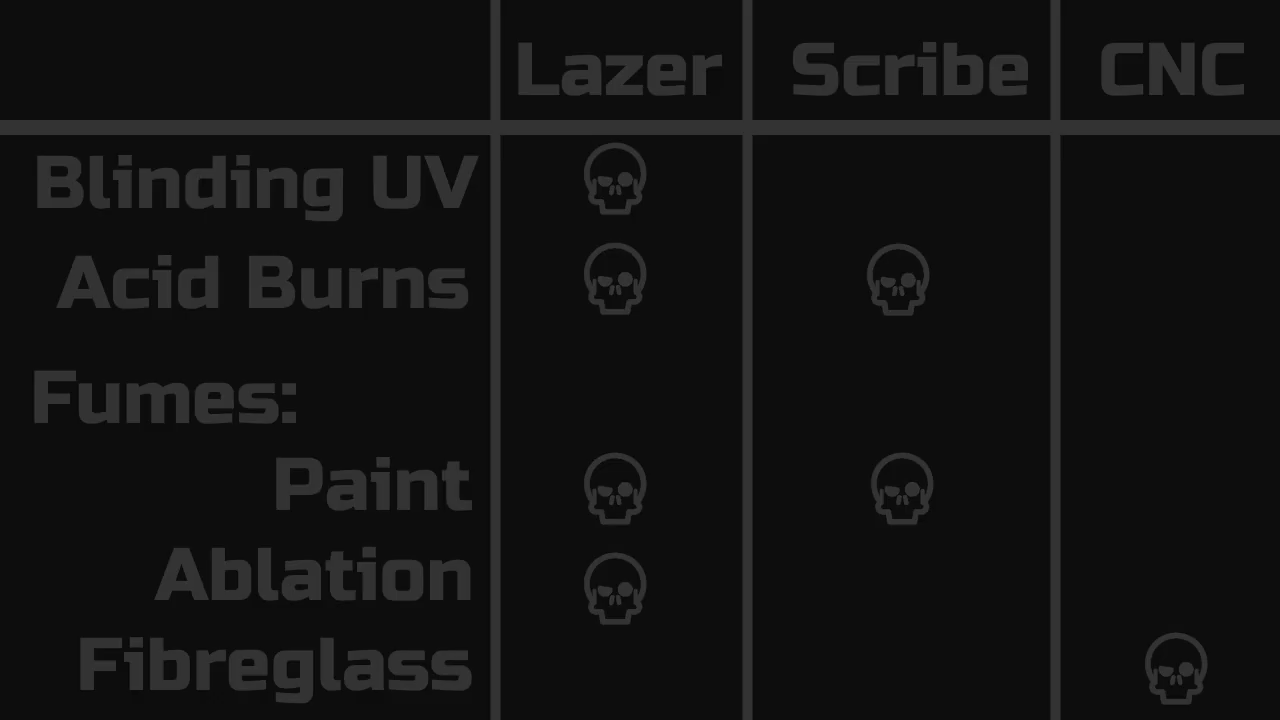 Lazer Scribe CNC
Blinding UV
Acid Burns
Fumes:
Paint
Ablation
Fibreglass